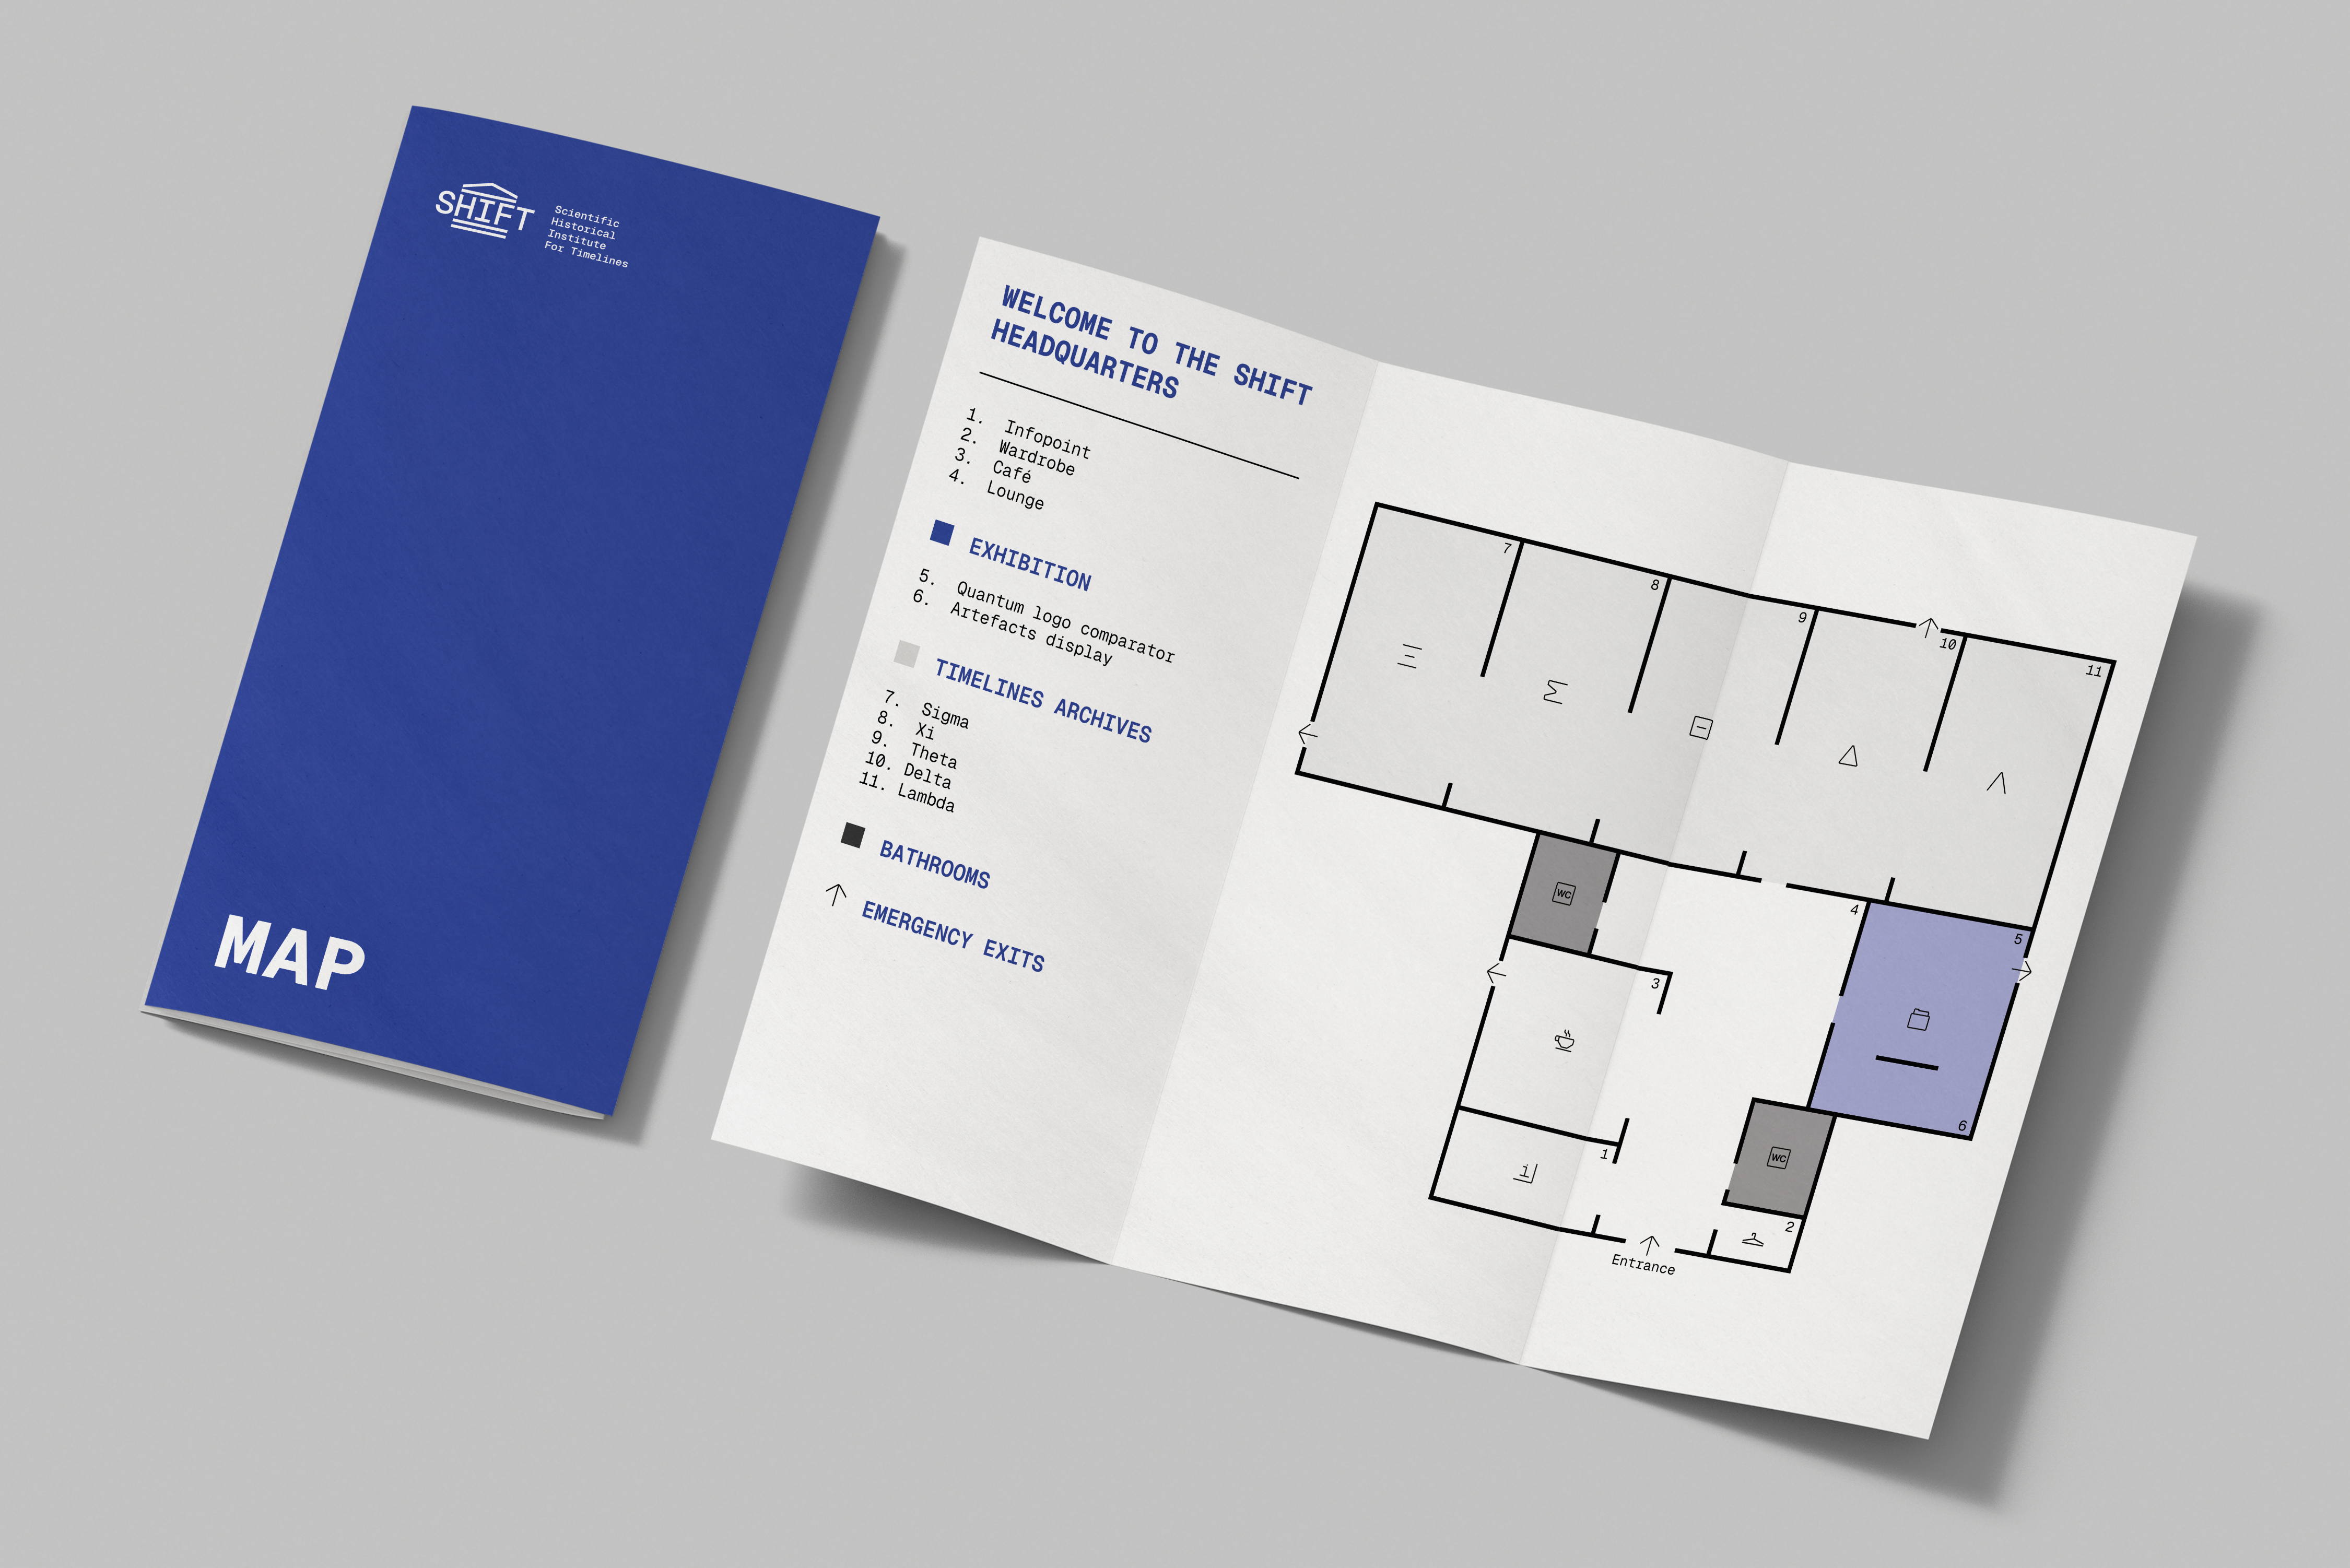 SHIFT
Scientific
Historical
Institute
For Timelines
MAP
WELCOME TO THE SHIFT
HEADQUARTERS
1. Infopoint
2. Wardrobe
3. Café
4. Lounge
EXHIBITION
5. Quantum logo comparator
6. Artefacts display
TIMELINES ARCHIVES
7. Sigma
8. Xi
9. Theta
10. Delta
11. Lambda
BATHROOMS
EMERGENCY EXITS
7
8
9
10
11
Ξ
Σ
Θ
Δ
Λ
WC
4
5
3
6
1
i
WC
2
Entrance